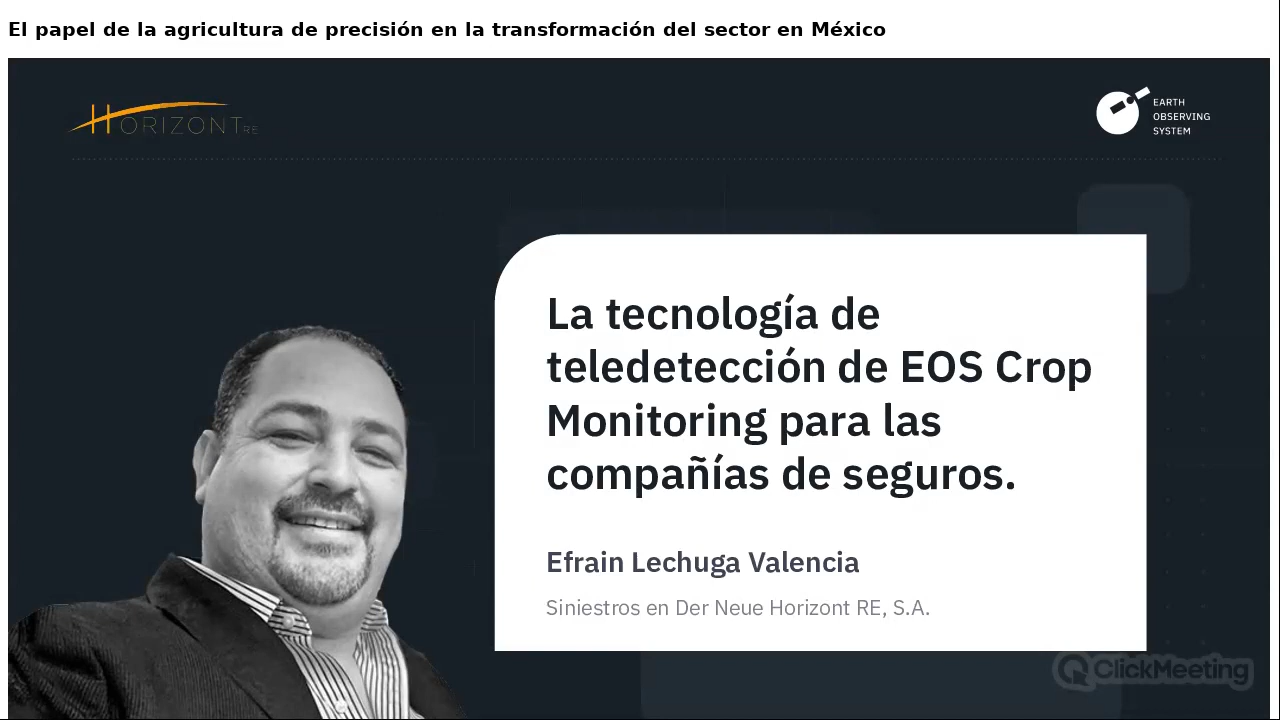 El papel de la agricultura de precisión en la transformación del sector en México
HORIZONT RE
EARTH
OBSERVING
SYSTEM
La tecnología de
teledetección de EOS Crop
Monitoring para las
compañías de seguros.
Efrain Lechuga Valencia
Siniestros en Der Neue Horizont RE, S.A.
ClickMeeting